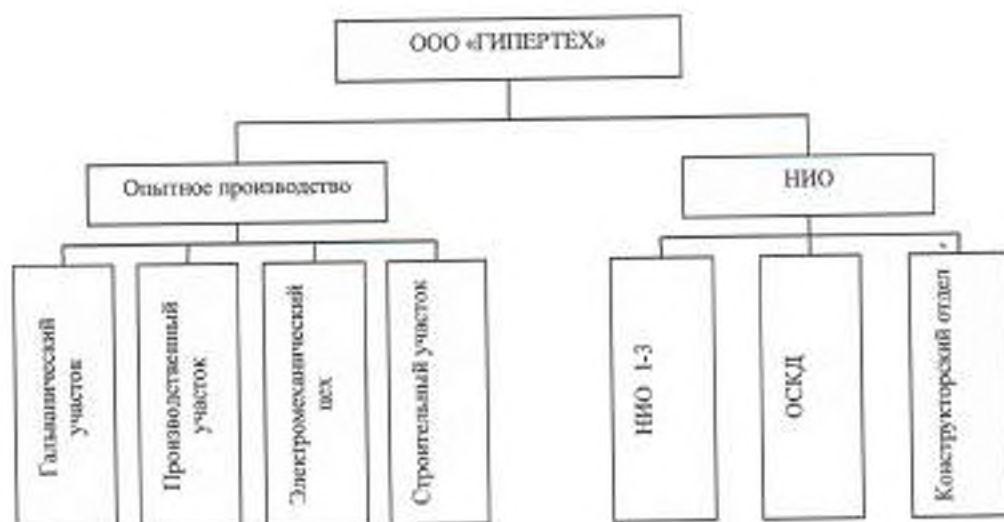 ООО «ГИПЕРТЕХ»
Опытное производство
НИО
Гальванический
участок
Производственный
участок
Электромеханический
цех
Строительный участок
НИО 1-3
ОСКД
Конструкторский отдел